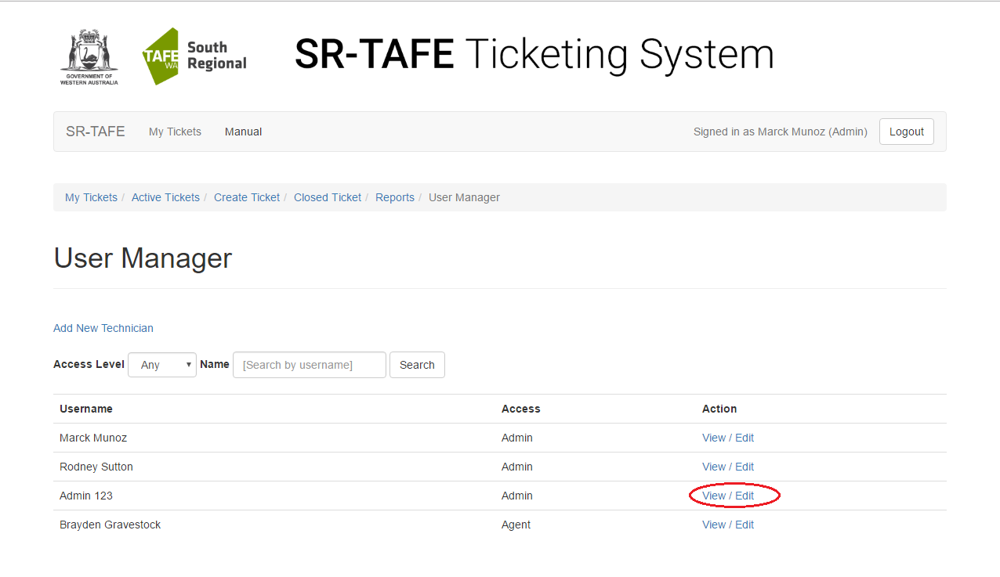 GOVERNMENT OF
WESTERN AUSTRALIA
TAFE
WA
South
Regional
SR-TAFE Ticketing System
SR-TAFE My Tickets Manual Signed in as Marck Munoz (Admin) Logout
My Tickets / Active Tickets / Create Ticket / Closed Ticket / Reports / User Manager
User Manager
Add New Technician
Access Level Any Name [Search by username] Search
Username Access Action
Marck Munoz Admin View / Edit
Rodney Sutton Admin View / Edit
Admin 123 Admin View / Edit
Brayden Gravestock Agent View / Edit